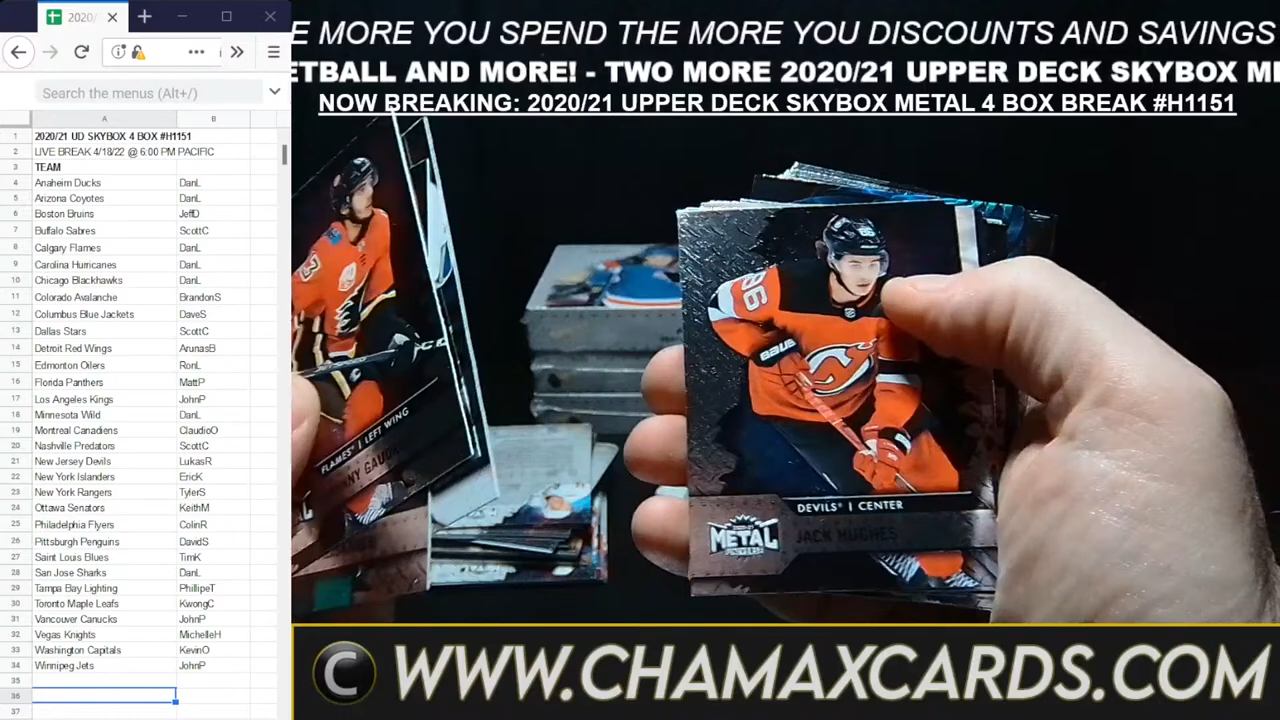 2020/
Search the menus (Alt+/)
A B
1 2020/21 UD SKYBOX 4 BOX #H1151
2 LIVE BREAK 4/18/22 @ 6:00 PM PACIFIC
3 TEAM
4 Anaheim Ducks DanL
5 Arizona Coyotes DanL
6 Boston Bruins JeffD
7 Buffalo Sabres ScottC
8 Calgary Flames DanL
9 Carolina Hurricanes DanL
10 Chicago Blackhawks DanL
11 Colorado Avalanche BrandonS
12 Columbus Blue Jackets DaveS
13 Dallas Stars ScottC
14 Detroit Red Wings ArunasB
15 Edmonton Oilers RonL
16 Florida Panthers MattP
17 Los Angeles Kings JohnP
18 Minnesota Wild DanL
19 Montreal Canadiens ClaudioO
20 Nashville Predators ScottC
21 New Jersey Devils LukasR
22 New York Islanders EricK
23 New York Rangers TylerS
24 Ottawa Senators KeithM
25 Philadelphia Flyers ColinR
26 Pittsburgh Penguins DavidS
27 Saint Louis Blues TimK
28 San Jose Sharks DanL
29 Tampa Bay Lighting PhillipeT
30 Toronto Maple Leafs KwongC
31 Vancouver Canucks JohnP
32 Vegas Knights MichelleH
33 Washington Capitals KevinO
34 Winnipeg Jets JohnP
35
36
37
E MORE YOU SPEND THE MORE YOU DISCOUNTS AND SAVINGS
ETBALL AND MORE! - TWO MORE 2020/21 UPPER DECK SKYBOX ME
NOW BREAKING: 2020/21 UPPER DECK SKYBOX METAL 4 BOX BREAK #H1151
FLAMES | LEFT WING
86
BAUER
DEVILS | CENTER
JACK HUGHES
2020-21
METAL
UNIVERSE
C WWW.CHAMAXCARDS.COM